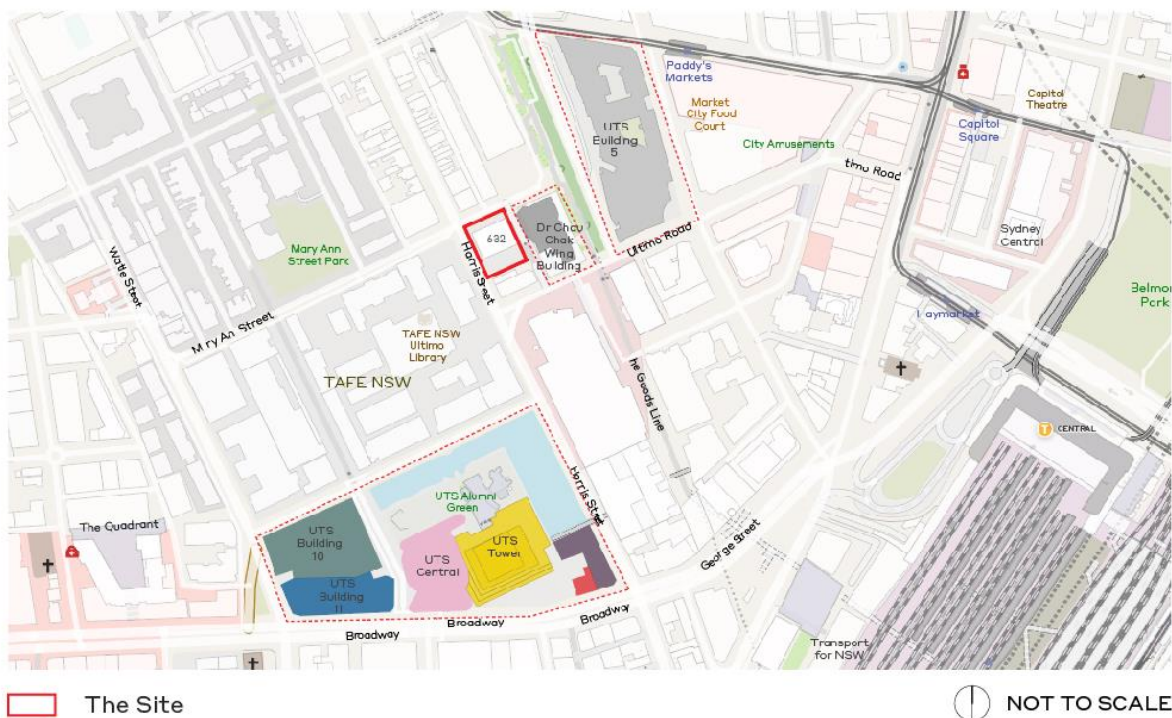 Paddy's
Markets
Market
City Food
Court
Capitol
Theatre
Capitol
Square
UTS
Building
5
City Amusements
timo Road
Sydney
Central
632
Dr Chau
Chak
Wing
Building
Ultimo Road
Harris Street
Mary Ann
Street Park
Wattle Street
Belmo
Park
aymarket
Mary An Street
TAFE NSW
Ultimo
Library
TAFE NSW
he Goods Line
T
CENTRAL
Harris Street
UTS Alumni
Green
The Quadrant
UTS
Building
10
UTS
Central
UTS
Tower
George Street
UTS
Building
11
Broadway
Broadway
Broadway
Transport
for NSW
The Site
NOT TO SCALE